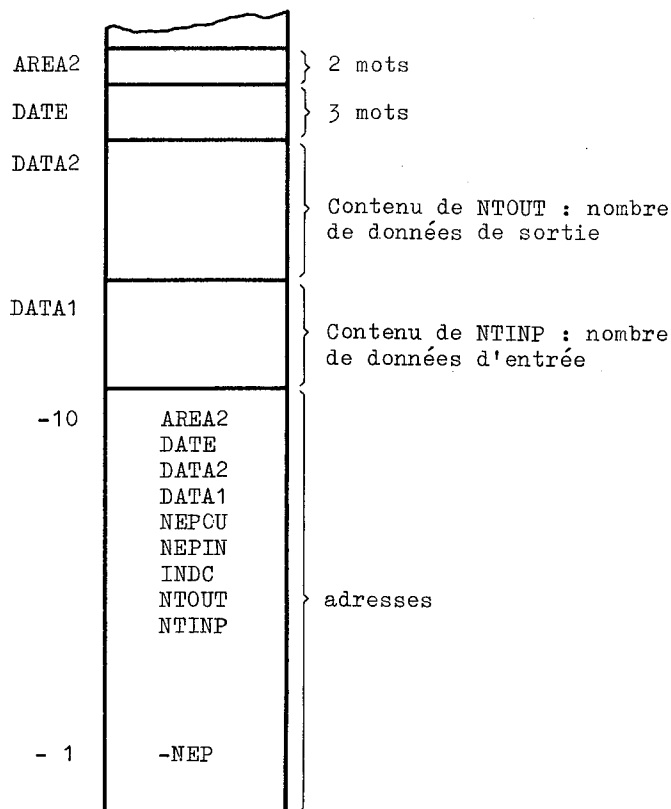 AREA2 2 mots
DATE 3 mots
DATA2
Contenu de NTOUT : nombre
de données de sortie
DATA1
Contenu de NTINP : nombre
de données d'entrée
-10 AREA2
DATE
DATA2
DATA1
NEPOU
NEPIN
INDC
adresses
NTOUT
NTINP
- 1 -NEP